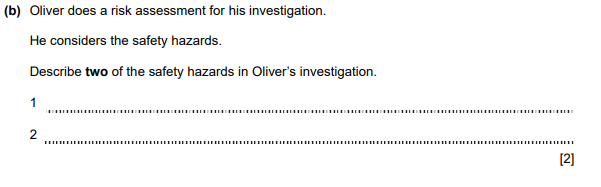 (b) Oliver does a risk assessment for his investigation.
He considers the safety hazards.
Describe two of the safety hazards in Oliver's investigation.
1
2
[2]